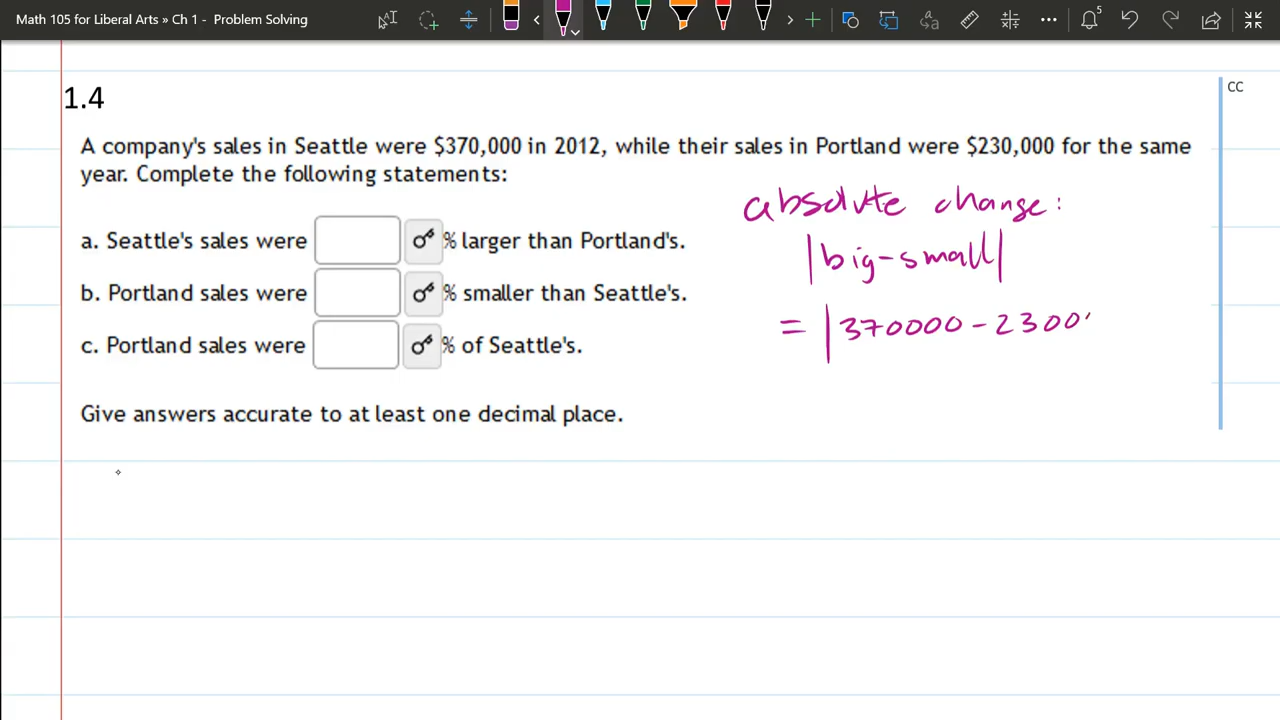 Math 105 for Liberal Arts » Ch 1 - Problem Solving
5
1.4
CC
A company's sales in Seattle were $370,000 in 2012, while their sales in Portland were $230,000 for the same
year. Complete the following statements:
absolute change:
a. Seattle's sales were % larger than Portland's.
|big-small|
b. Portland sales were % smaller than Seattle's.
= |370000-2300
c. Portland sales were % of Seattle's.
Give answers accurate to at least one decimal place.